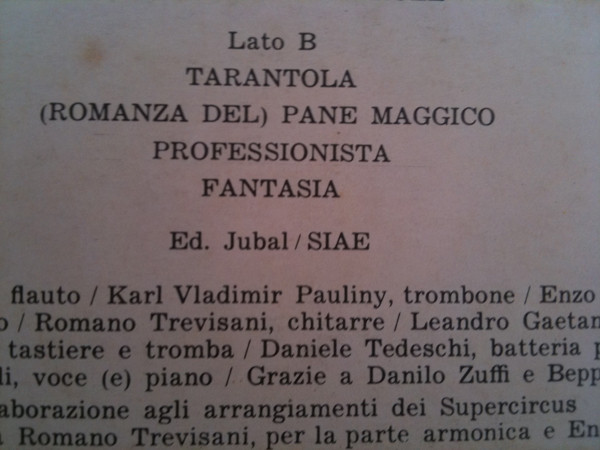 Lato B
TARANTOLA
(ROMANZA DEL) PANE MAGGICO
PROFESSIONISTA
FANTASIA
Ed. Jubal / SIAE
flauto / Karl Vladimir Pauliny, trombone / Enzo
/ Romano Trevisani, chitarre / Leandro Gaetan
tastiere e tromba / Daniele Tedeschi, batteria p
li, voce (e) piano / Grazie a Danilo Zuffi e Bepp
aborazione agli arrangiamenti dei Supercircus
a Romano Trevisani, per la parte armonica e En